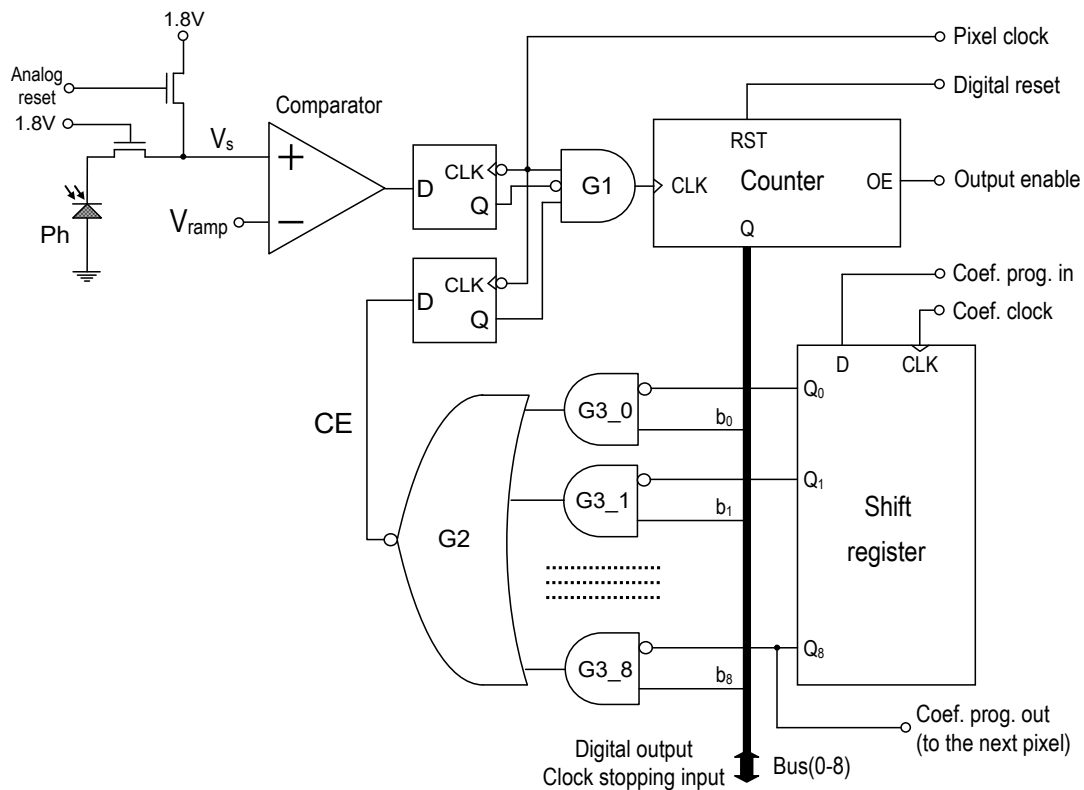 1.8V
Pixel clock
Analog
reset
Comparator
Digital reset
1.8V
Vs
RST
CLK
D
Q
G1
CLK
Counter
OE
Output enable
Vramp
Ph
Q
CLK
D
Q
Coef. prog. in
Coef. clock
D
CLK
CE
G3_0
Q0
b0
G3_1
Q1
b1
Shift
register
G2
G3_8
Q8
b8
Coef. prog. out
(to the next pixel)
Digital output
Clock stopping input
Bus(0-8)